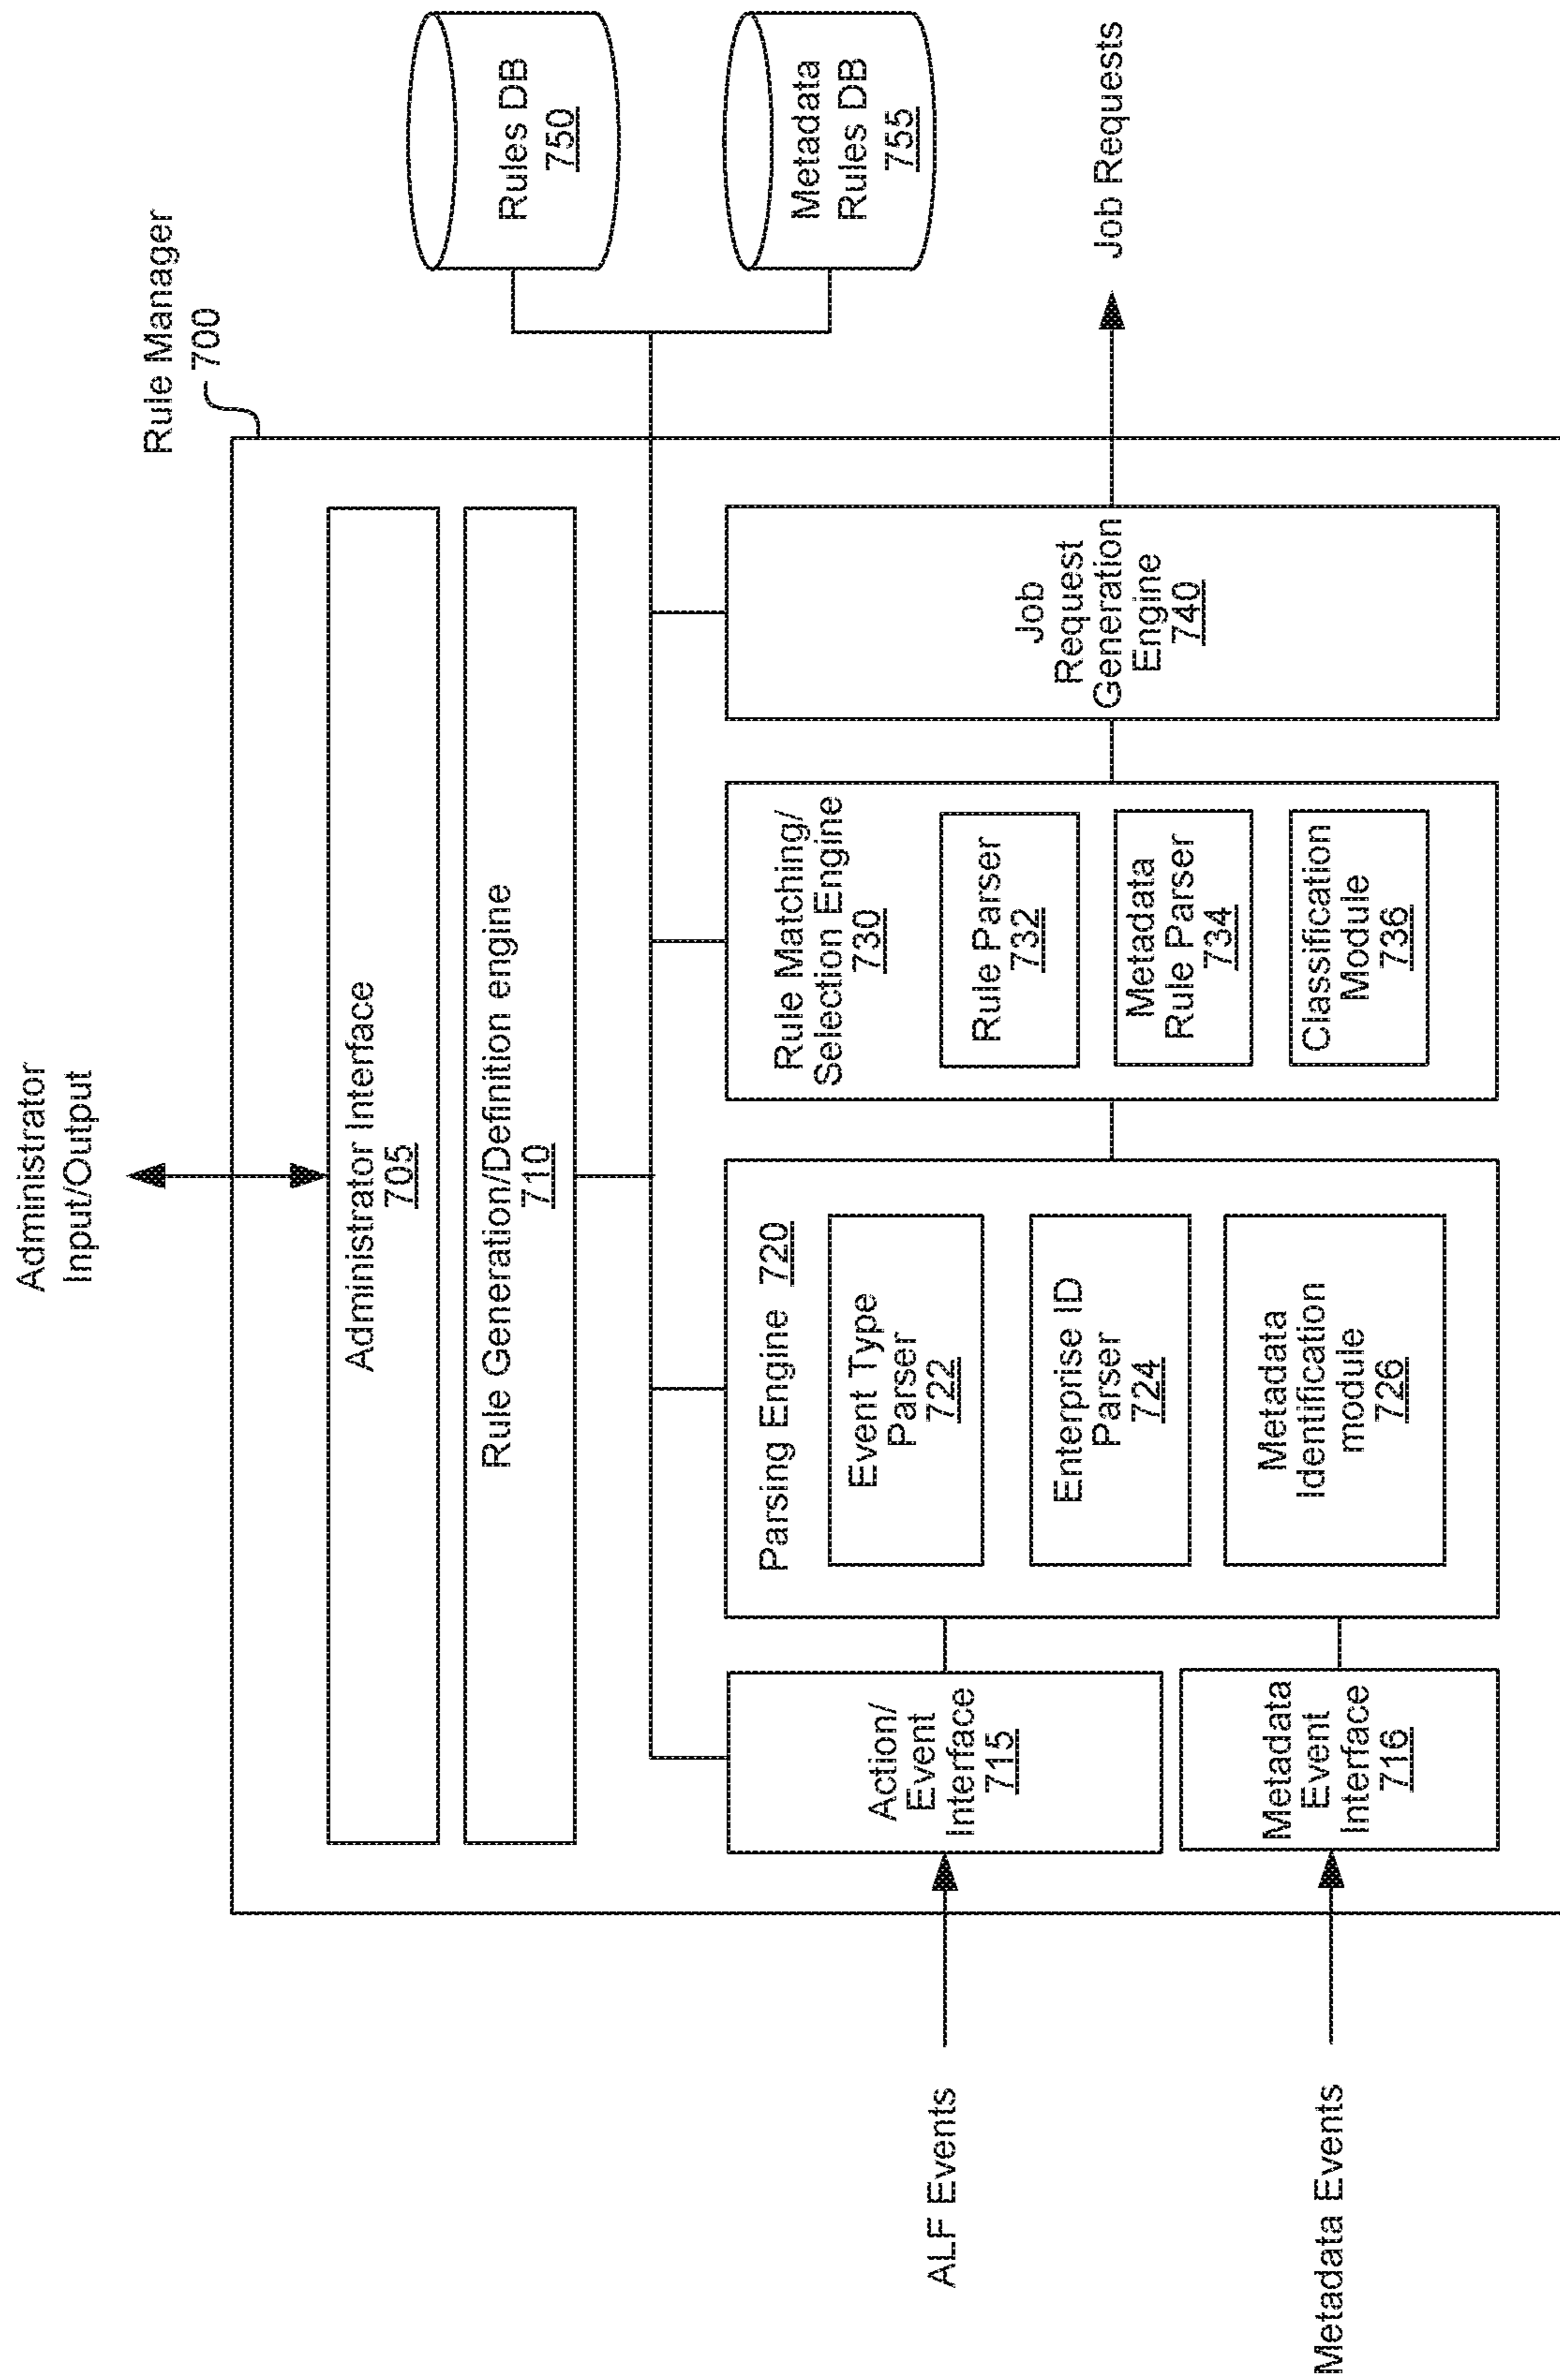 Administrator
Input/Output
Rule Manager
700
Administrator Interface
705
Rule Generation/Definition engine
710
Rules DB
750
Metadata
Rules DB
755
ALF Events
Metadata Events
Action/
Event
Interface
715
Metadata
Event
Interface
716
Parsing Engine 720
Event Type
Parser
722
Enterprise ID
Parser
724
Metadata
Identification
module
726
Rule Matching/
Selection Engine
730
Rule Parser
732
Metadata
Rule Parser
734
Classification
Module
736
Job
Request
Generation
Engine
740
Job Requests